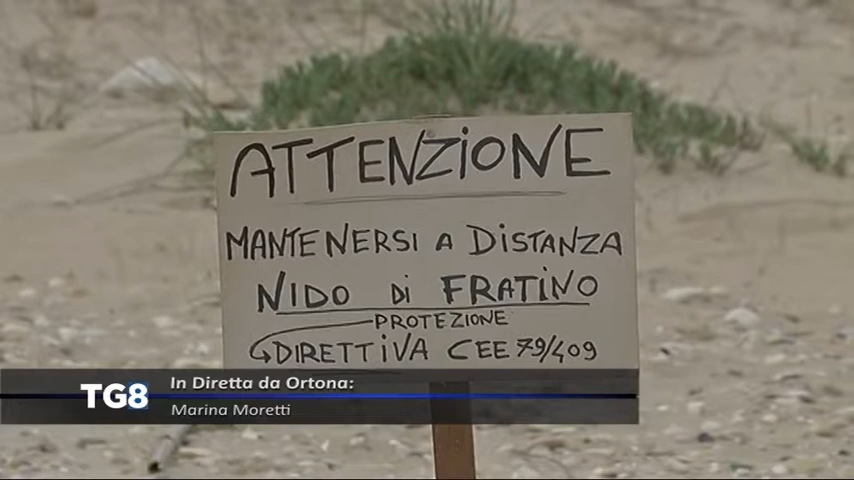 ATTENZIONE
MANTENERSI A DISTANZA
NIDO di FRATINO
PROTEZIONE
DIRETTIVA CEE 79/409
TG8
In Diretta da Ortona:
Marina Moretti